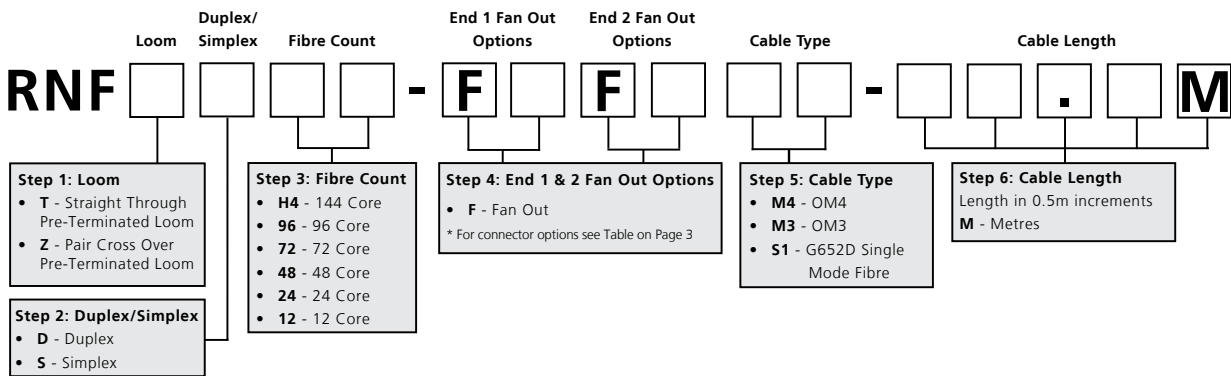 Duplex/
Loom Simplex Fibre Count End 1 Fan Out End 2 Fan Out Cable Type Cable Length
Options Options
RNF - F F - . M
Step 1: Loom
• T - Straight Through
Pre-Terminated Loom
• Z - Pair Cross Over
Pre-Terminated Loom
Step 2: Duplex/Simplex
• D - Duplex
• S - Simplex
Step 3: Fibre Count
• H4 - 144 Core
• 96 - 96 Core
• 72 - 72 Core
• 48 - 48 Core
• 24 - 24 Core
• 12 - 12 Core
Step 4: End 1 & 2 Fan Out Options
• F - Fan Out
* For connector options see Table on Page 3
Step 5: Cable Type
• M4 - OM4
• M3 - OM3
• S1 - G652D Single
Mode Fibre
Step 6: Cable Length
Length in 0.5m increments
M - Metres